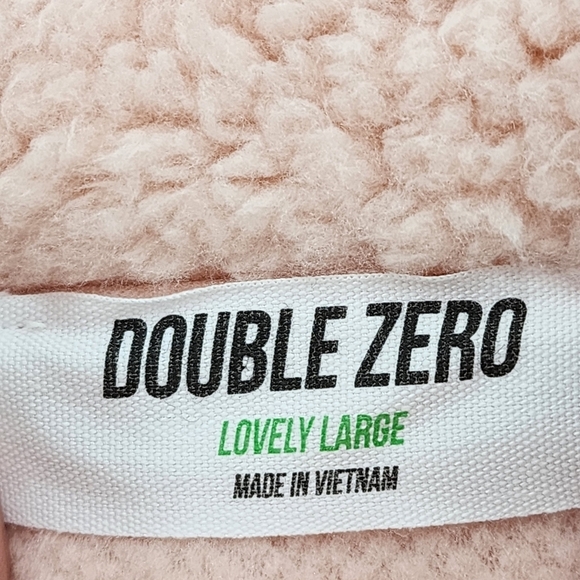 DOUBLE ZERO
LOVELY LARGE
MADE IN VIETNAM